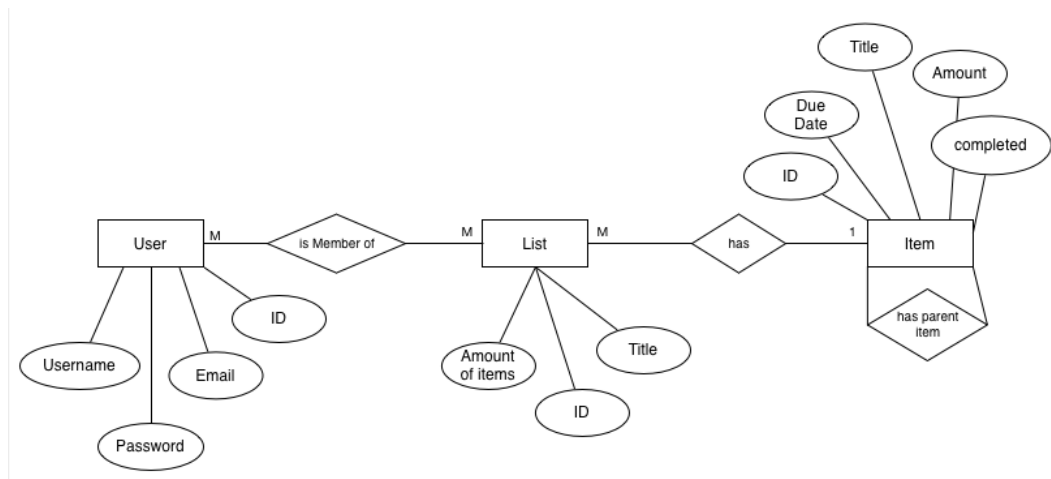 Title
Amount
Due
Date
completed
ID
User
M
is Member of
M
List
M
has
1
Item
has parent
item
ID
Username
Email
Amount
of items
Title
ID
Password